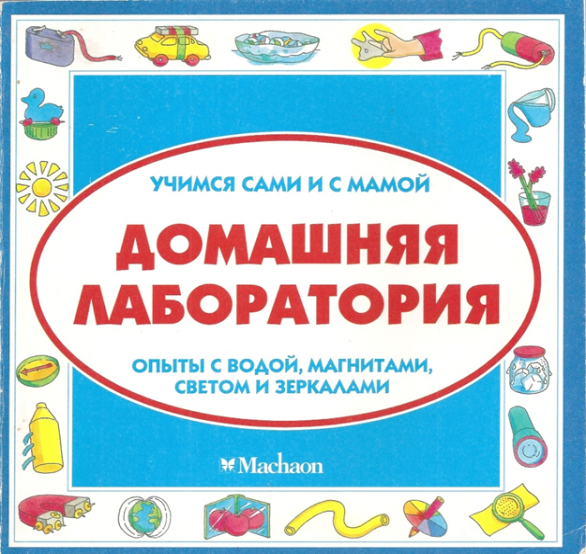 УЧИМСЯ САМИ И С МАМОЙ
ДОМАШНЯЯ
ЛАБОРАТОРИЯ
ОПЫТЫ С ВОДОЙ, МАГНИТАМИ,
СВЕТОМ И ЗЕРКАЛАМИ
Machaon